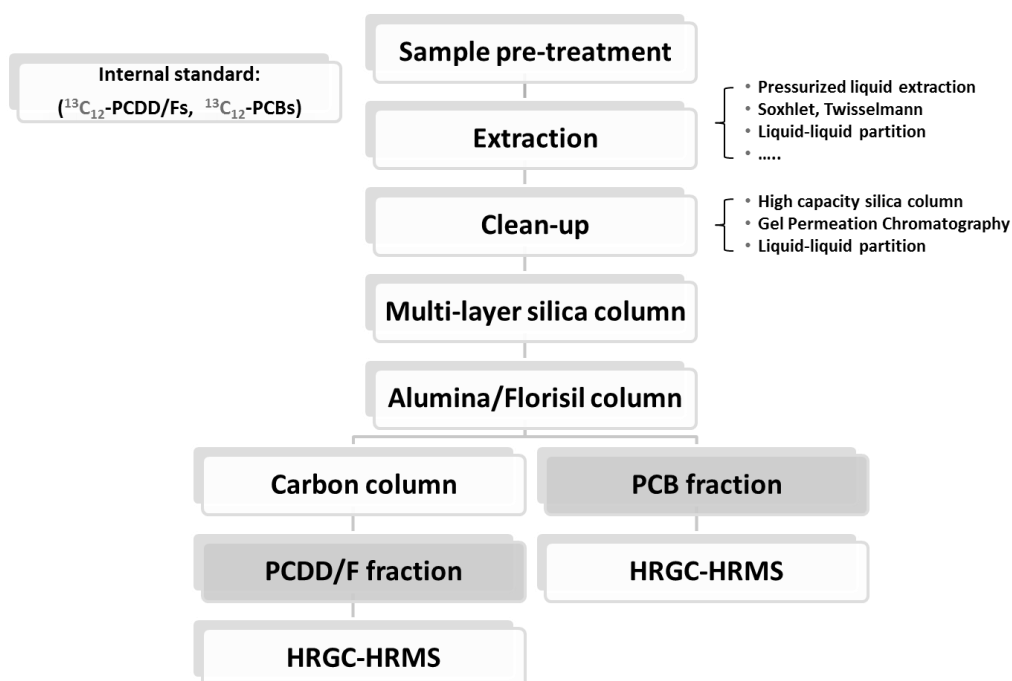 Sample pre-treatment
Internal standard:
(¹³C₁₂-PCDD/Fs, ¹³C₁₂-PCBs)
Extraction
• Pressurized liquid extraction
• Soxhlet, Twisselmann
• Liquid-liquid partition
• .....
Clean-up
• High capacity silica column
• Gel Permeation Chromatography
• Liquid-liquid partition
Multi-layer silica column
Alumina/Florisil column
Carbon column
PCB fraction
PCDD/F fraction
HRGC-HRMS
HRGC-HRMS